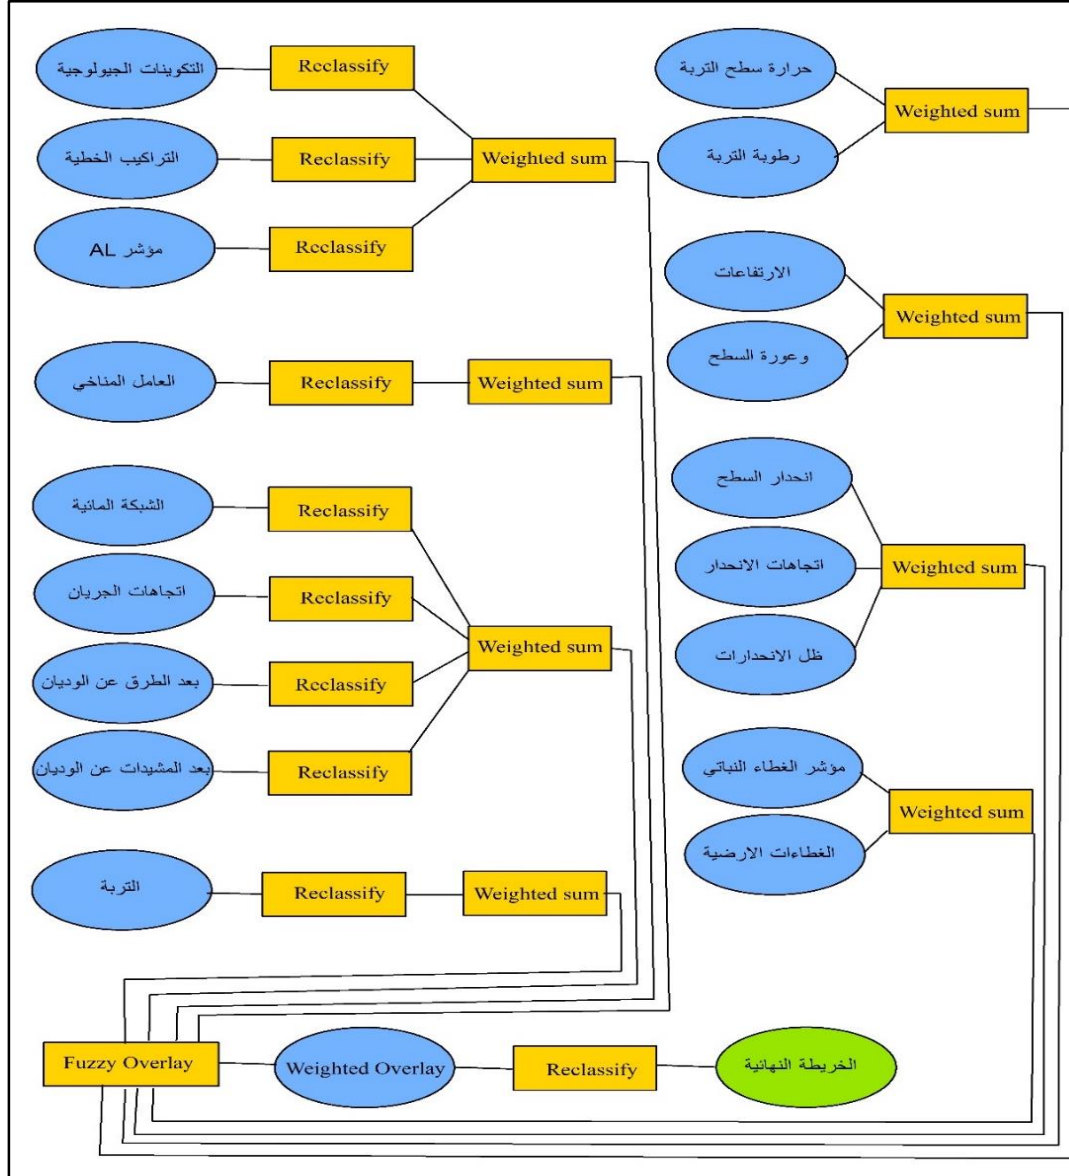 التكوينات الجيولوجية
Reclassify
التراكيب الخطية
Reclassify
Weighted sum
مؤشر AL
Reclassify
العامل المناخي
Reclassify
Weighted sum
الشبكة المائية
Reclassify
اتجاهات الجريان
Reclassify
Weighted sum
بعد الطرق عن الوديان
Reclassify
بعد المشيدات عن الوديان
Reclassify
التربة
Reclassify
Weighted sum
حرارة سطح التربة
Weighted sum
رطوبة التربة
الارتفاعات
Weighted sum
وعورة السطح
انحدار السطح
اتجاهات الانحدار
Weighted sum
ظل الانحدارات
مؤشر الغطاء النباتي
Weighted sum
الغطاءات الارضية
Fuzzy Overlay
Weighted Overlay
Reclassify
الخريطة النهائية